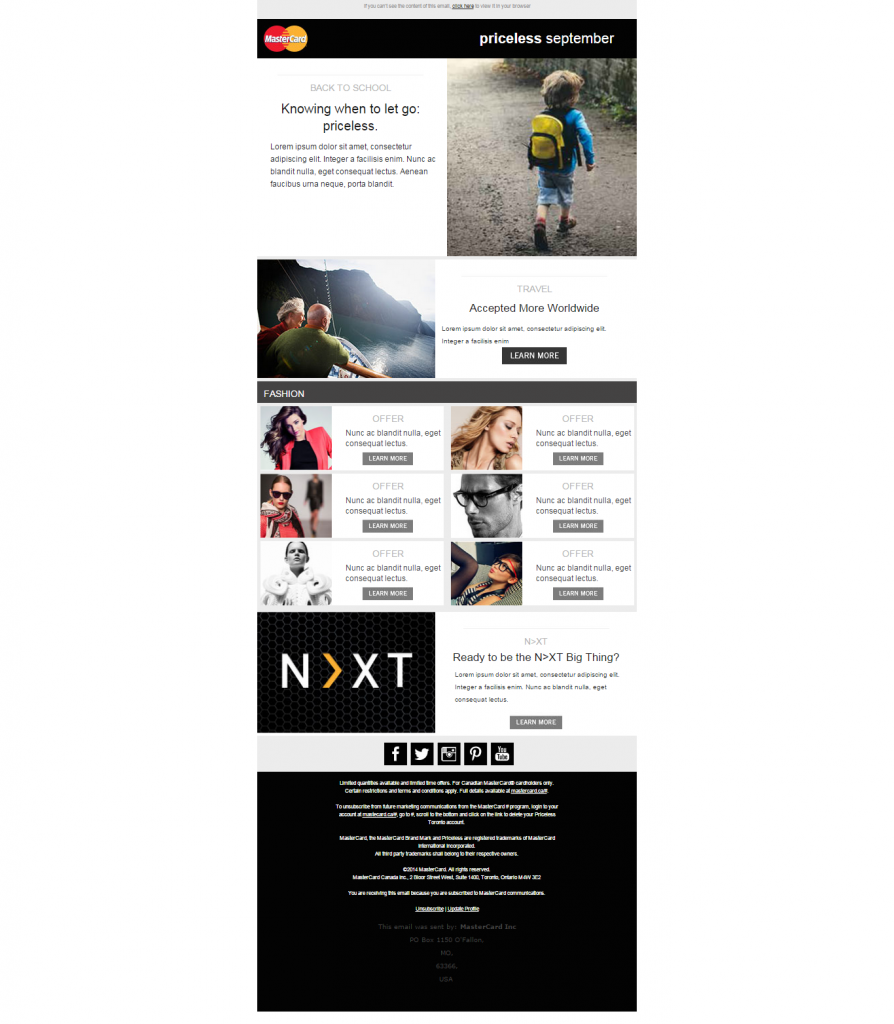 If you can't see the content of this email, click here to view it in your browser
MasterCard
priceless september
BACK TO SCHOOL
Knowing when to let go:
priceless.
Lorem ipsum dolor sit amet, consectetur
adipiscing elit. Integer a facilisis enim. Nunc ac
blandit nulla, eget consequat lectus. Aenean
faucibus urna neque, porta blandit.
TRAVEL
Accepted More Worldwide
Lorem ipsum dolor sit amet, consectetur adipiscing elit.
Integer a facilisis enim
LEARN MORE
FASHION
OFFER
Nunc ac blandit nulla, eget
consequat lectus.
LEARN MORE
OFFER
Nunc ac blandit nulla, eget
consequat lectus.
LEARN MORE
OFFER
Nunc ac blandit nulla, eget
consequat lectus.
LEARN MORE
OFFER
Nunc ac blandit nulla, eget
consequat lectus.
LEARN MORE
OFFER
Nunc ac blandit nulla, eget
consequat lectus.
LEARN MORE
OFFER
Nunc ac blandit nulla, eget
consequat lectus.
LEARN MORE
N>XT
N>XT
Ready to be the N>XT Big Thing?
Lorem ipsum dolor sit amet, consectetur adipiscing elit.
Integer a facilisis enim. Nunc ac blandit nulla, eget
consequat lectus.
LEARN MORE
You
Tube
Limited quantities available and limited time offers. For Canadian MasterCard® cardholders only.
Certain restrictions and terms and conditions apply. Full details available at mastercard.ca/#.
To unsubscribe from future marketing communications from the MasterCard # program, login to your
account at mastercard.ca/#, go to #, scroll to the bottom and click on the link to delete your Priceless
Toronto account.
MasterCard, the MasterCard Brand Mark and Priceless are registered trademarks of MasterCard
International Incorporated.
All third party trademarks shall belong to their respective owners.
©2014 MasterCard. All rights reserved.
MasterCard Canada Inc., 2 Bloor Street West, Suite 1400, Toronto, Ontario M4W 3E2
You are receiving this email because you are subscribed to MasterCard communications.
Unsubscribe | Update Profile
This email was sent by: MasterCard Inc
PO Box 1150 O'Fallon,
MO,
63366,
USA